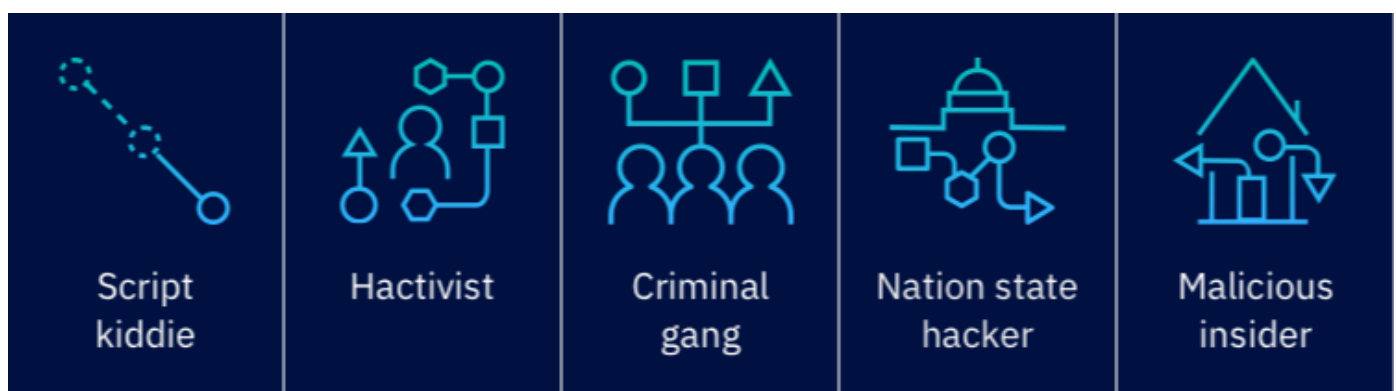 Script
kiddie
Hactivist
Criminal
gang
Nation state
hacker
Malicious
insider